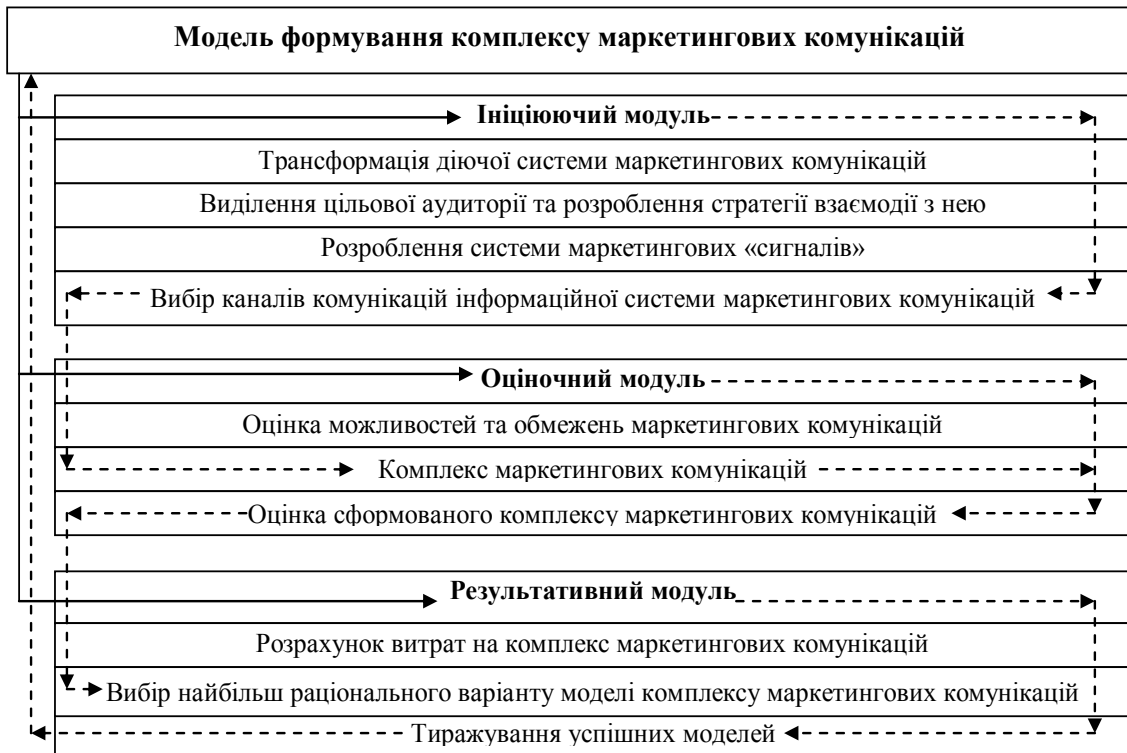 Модель формування комплексу маркетингових комунікацій
Ініціюючий модуль
Трансформація діючої системи маркетингових комунікацій
Виділення цільової аудиторії та розроблення стратегії взаємодії з нею
Розроблення системи маркетингових «сигналів»
Вибір каналів комунікацій інформаційної системи маркетингових комунікацій
Оціночний модуль
Оцінка можливостей та обмежень маркетингових комунікацій
Комплекс маркетингових комунікацій
Оцінка сформованого комплексу маркетингових комунікацій
Результативний модуль
Розрахунок витрат на комплекс маркетингових комунікацій
Вибір найбільш раціонального варіанту моделі комплексу маркетингових комунікацій
Тиражування успішних моделей